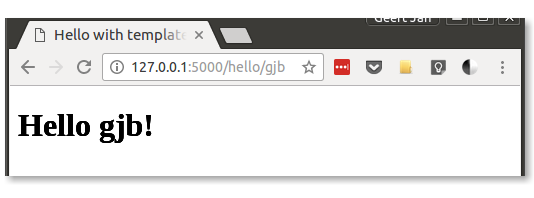 Geert Jan
Hello with template
127.0.0.1:5000/hello/gjb
Hello gjb!